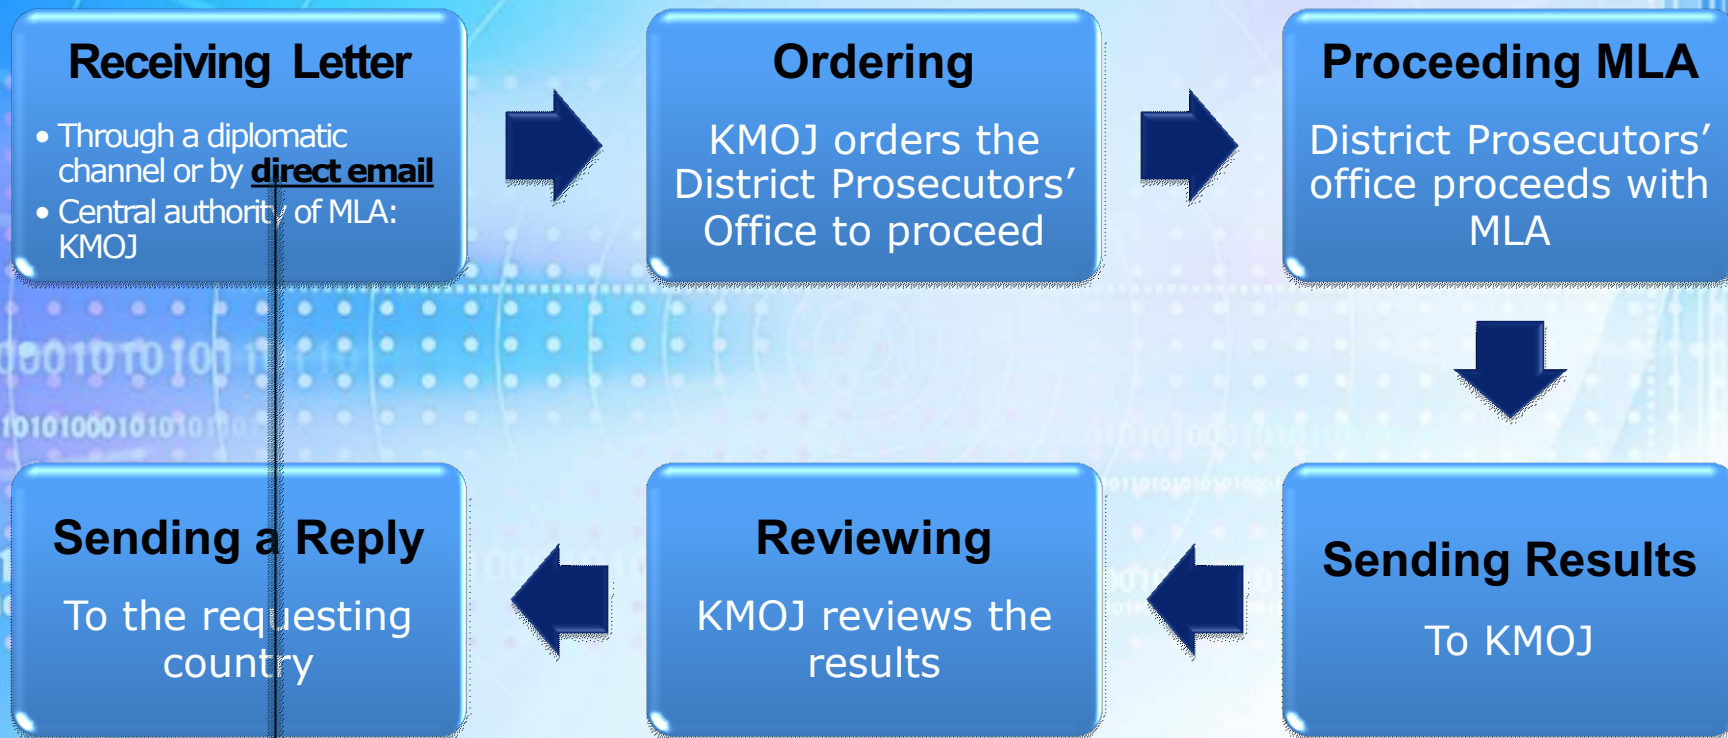 Receiving Letter
• Through a diplomatic
channel or by direct email
• Central authority of MLA:
KMOJ
Ordering
KMOJ orders the
District Prosecutors’
Office to proceed
Proceeding MLA
District Prosecutors’
office proceeds with
MLA
Sending a Reply
To the requesting
country
Reviewing
KMOJ reviews the
results
Sending Results
To KMOJ